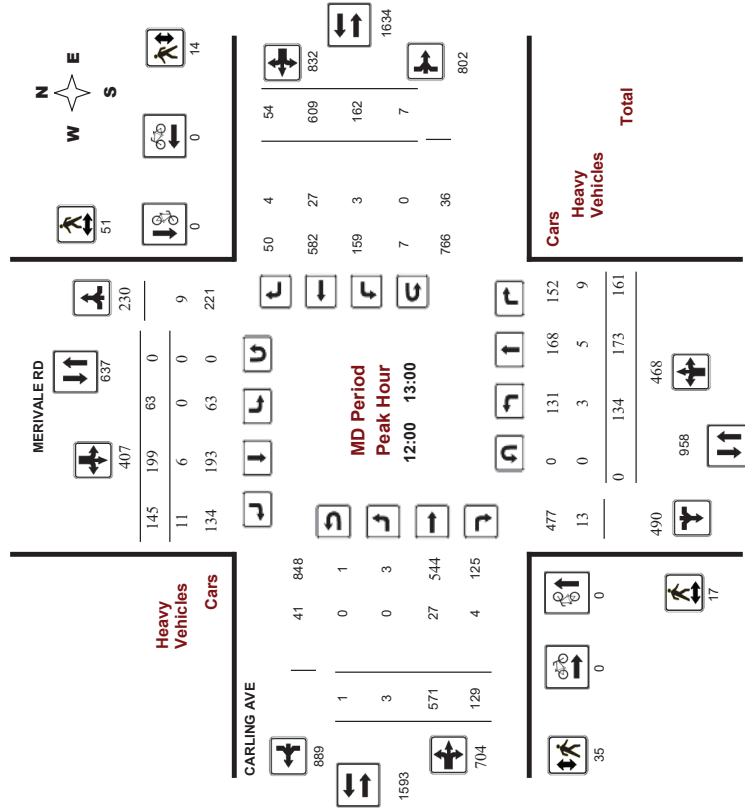 MERIVALE RD
N
W E
S
51
14
0
0
407
637
230
145 199 63 0
11 6 0 0 9
134 193 63 0 221
Heavy
Vehicles
Cars
CARLING AVE
889
1593
704
41 848
1 0 1
3 0 3
571 27 544
129 4 125
MD Period
Peak Hour
12:00 13:00
50 4 54
582 27 609
159 3 162
7 0 7
766 36
832
1634
802
477 0 131 168 152
Cars
13 0 3 5 9
Heavy
Vehicles
0 134 173 161
Total
490
958
468
35
0
0
17